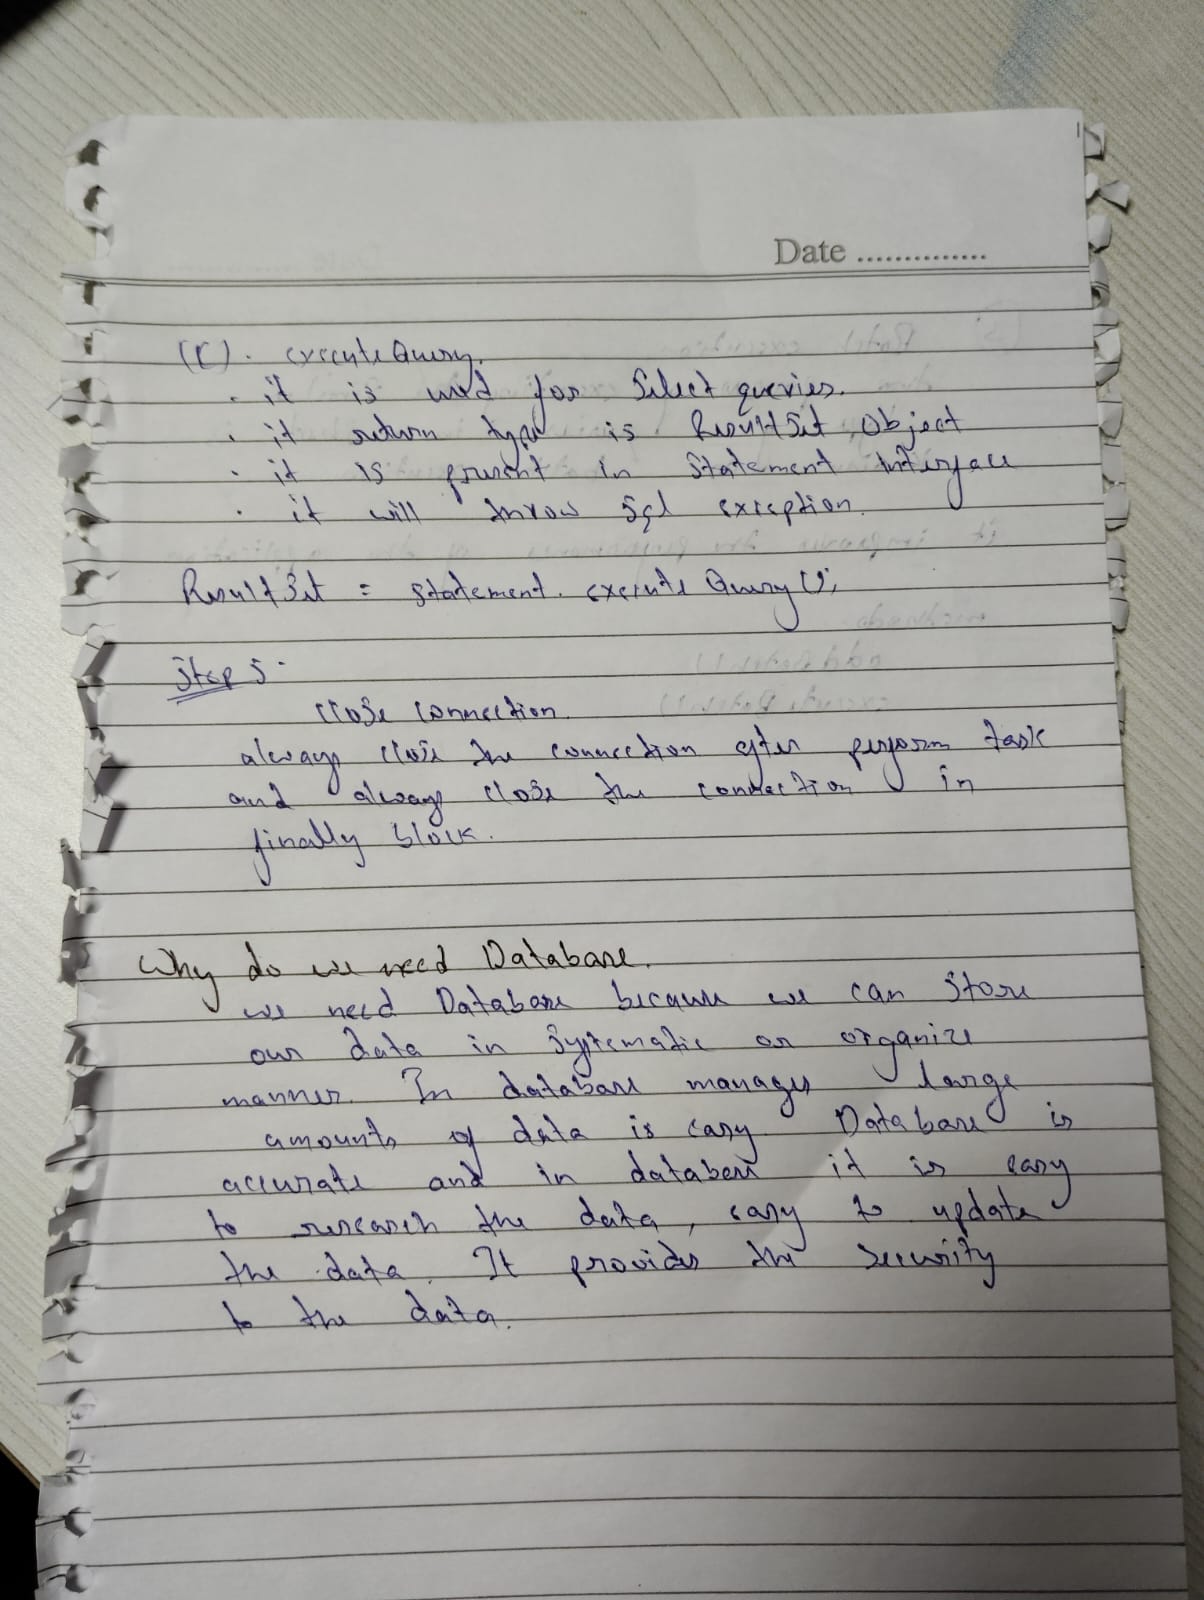 Date ...............
(C). executeQuery.
. it is used for Select queries.
. it return type is ResultSet Object
. it is present in Statement Interface
. it will throw Sql exception.
ResultSet = Statement. executeQuery();
Step 5.
Close Connection.
always close the connection after perform task
and always close the connection in
finally block.
Why do we need Database.
we need Database because we can store
our data in Systematic or organize
manner. In database manages large
amounts of data is easy Database is
accurate and in database it is easy
to research the data, easy to update
the data. It provides the Security
to the data.